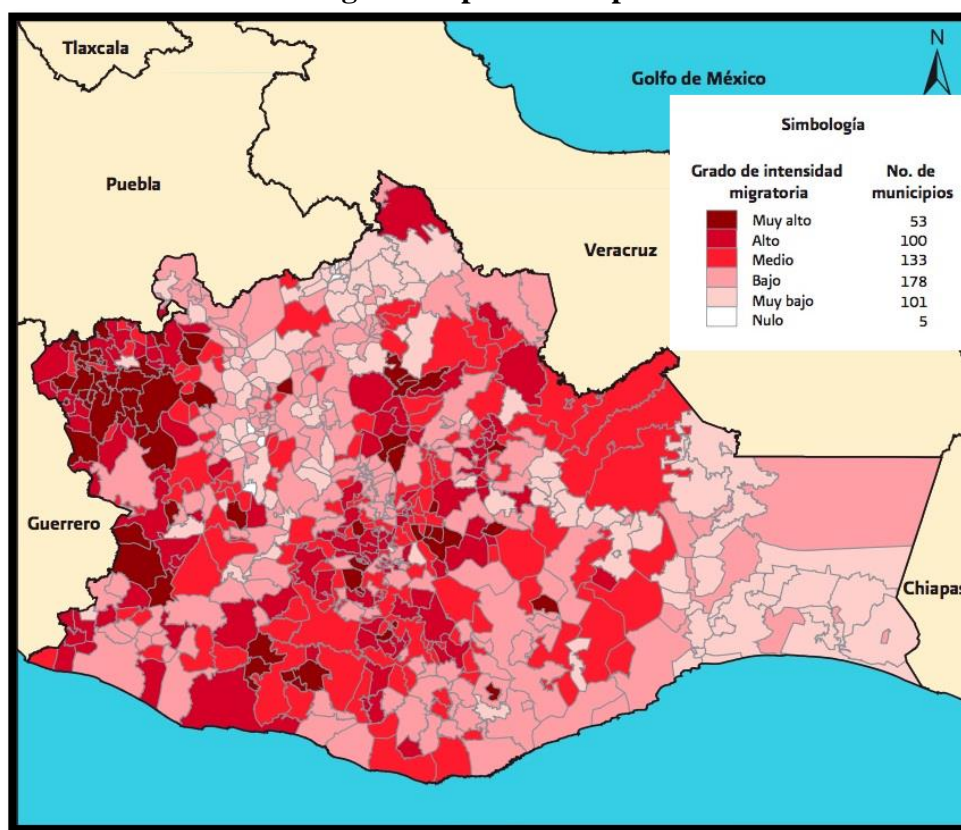 Tlaxcala
N
Golfo de México
Simbología
Grado de intensidad migratoria
No. de municipios
Muy alto 53
Alto 100
Medio 133
Bajo 178
Muy bajo 101
Nulo 5
Puebla
Veracruz
Guerrero
Chiapas